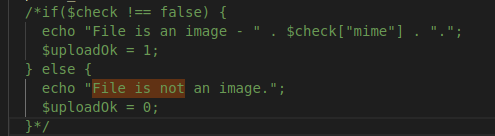 /*if($check !== false) {
echo "File is an image - " . $check["mime"] . ".";
$uploadOk = 1;
} else {
echo "File is not an image.";
$uploadOk = 0;
}*/